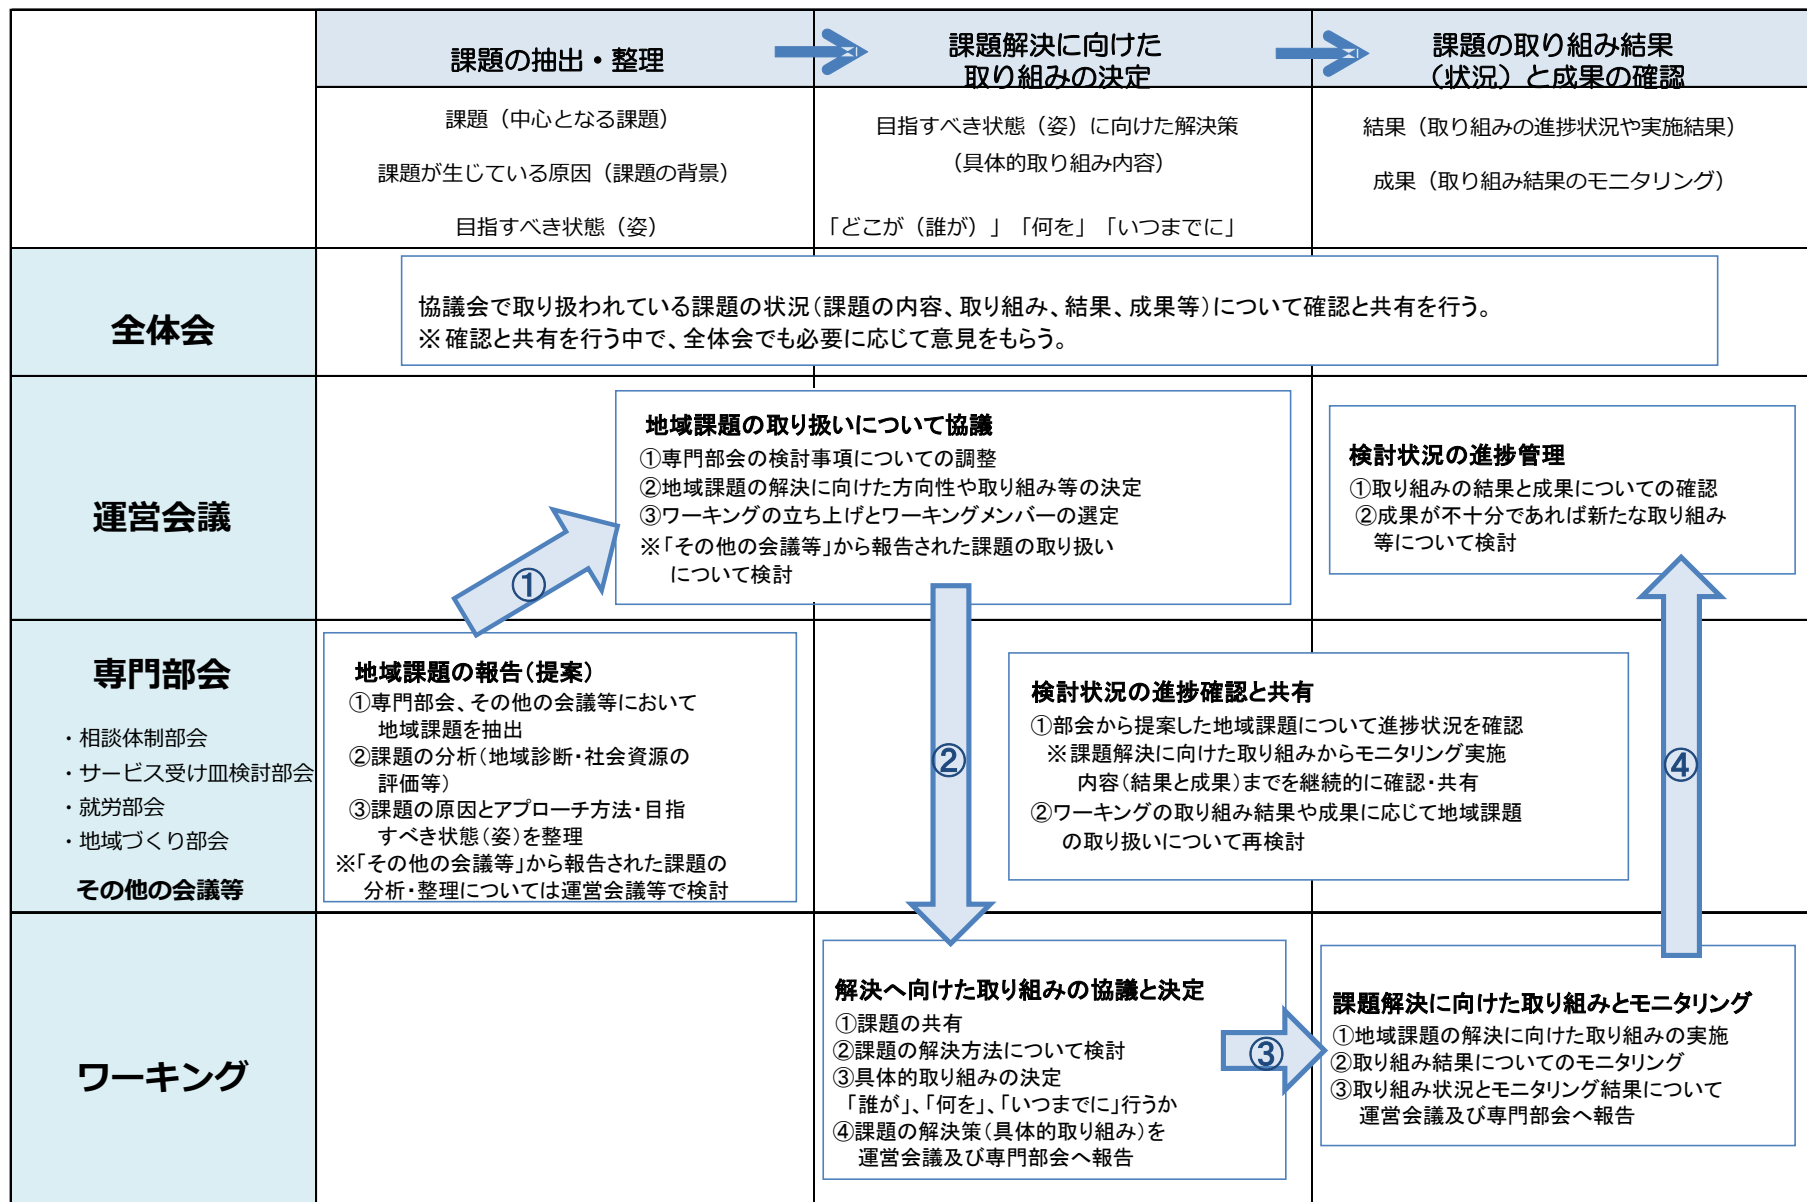 課題の抽出・整理
課題解決に向けた
取り組みの決定
課題の取り組み結果
（状況）と成果の確認
課題（中心となる課題）
課題が生じている原因（課題の背景）
目指すべき状態（姿）
目指すべき状態（姿）に向けた解決策
（具体的取り組み内容）
「どこが（誰が）」「何を」「いつまでに」
結果（取り組みの進捗状況や実施結果）
成果（取り組み結果のモニタリング）
全体会
協議会で取り扱われている課題の状況（課題の内容、取り組み、結果、成果等）について確認と共有を行う。
※確認と共有を行う中で、全体会でも必要に応じて意見をもらう。
運営会議
地域課題の取り扱いについて協議
①専門部会の検討事項についての調整
②地域課題の解決に向けた方向性や取り組み等の決定
③ワーキングの立ち上げとワーキングメンバーの選定
※「その他の会議等」から報告された課題の取り扱い
について検討
検討状況の進捗管理
①取り組みの結果と成果についての確認
②成果が不十分であれば新たな取り組み
等について検討
①
専門部会
・相談体制部会
・サービス受け皿検討部会
・就労部会
・地域づくり部会
その他の会議等
地域課題の報告（提案）
①専門部会、その他の会議等において
地域課題を抽出
②課題の分析（地域診断・社会資源の
評価等）
③課題の原因とアプローチ方法・目指
すべき状態（姿）を整理
※「その他の会議等」から報告された課題の
分析・整理については運営会議等で検討
②
検討状況の進捗確認と共有
①部会から提案した地域課題について進捗状況を確認
※課題解決に向けた取り組みからモニタリング実施
内容（結果と成果）までを継続的に確認・共有
②ワーキングの取り組み結果や成果に応じて地域課題
の取り扱いについて再検討
④
ワーキング
解決へ向けた取り組みの協議と決定
①課題の共有
②課題の解決方法について検討
③具体的取り組みの決定
「誰が」、「何を」、「いつまでに」行うか
④課題の解決策（具体的取り組み）を
運営会議及び専門部会へ報告
③
課題解決に向けた取り組みとモニタリング
①地域課題の解決に向けた取り組みの実施
②取り組み結果についてのモニタリング
③取り組み状況とモニタリング結果について
運営会議及び専門部会へ報告